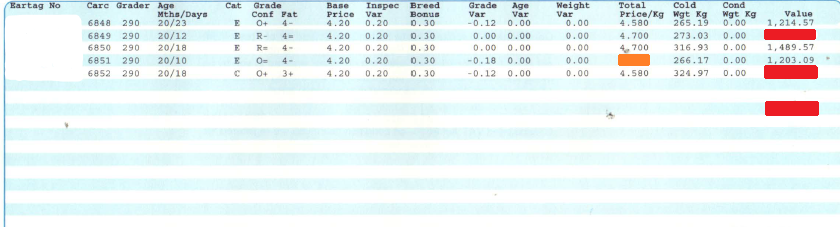 Eartag No Carc Grader Age Cat Grade Base Inspec Breed Grade Age Weight Total Cold Cond
Mths/Days Conf Fat Price Var Bonus Var Var Var Price/Kg Wgt Kg Wgt Kg Value
6848 290 20/23 E O+ 4- 4.20 0.20 0.30 -0.12 0.00 0.00 4.580 265.19 0.00 1,214.57
6849 290 20/12 E R- 4= 4.20 0.20 0.30 0.00 0.00 0.00 4.700 273.03 0.00
6850 290 20/18 E R= 4- 4.20 0.20 0.30 0.00 0.00 0.00 4.700 316.93 0.00 1,489.57
6851 290 20/10 E O= 4- 4.20 0.20 0.30 -0.18 0.00 0.00 266.17 0.00 1,203.09
6852 290 20/18 C O+ 3+ 4.20 0.20 0.30 -0.12 0.00 0.00 4.580 324.97 0.00